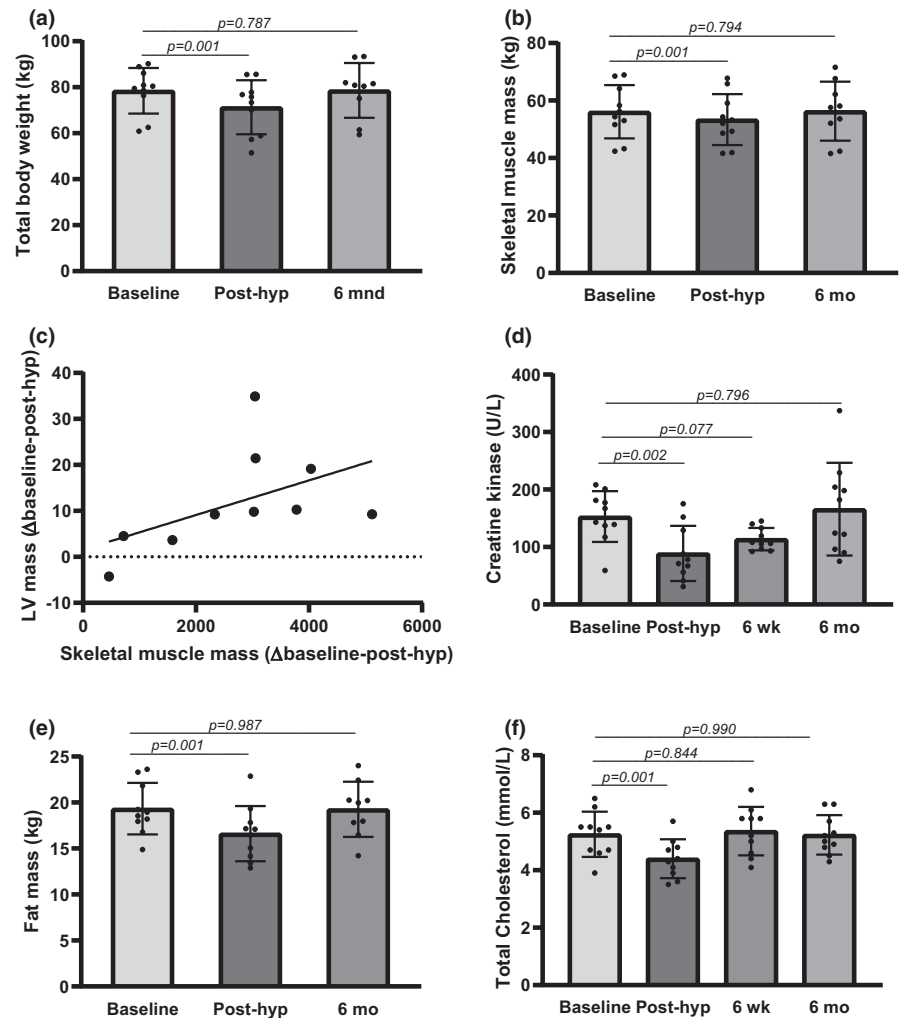 (a)
p=0.787
p=0.001
Total body weight (kg)
100
80
60
40
20
0
Baseline Post-hyp 6 mnd
(b)
p=0.794
p=0.001
Skeletal muscle mass (kg)
80
60
40
20
0
Baseline Post-hyp 6 mo
(c)
LV mass (Δbaseline-post-hyp)
40
30
20
10
0
-10
0 2000 4000 6000
Skeletal muscle mass (Δbaseline-post-hyp)
(d)
p=0.796
p=0.077
p=0.002
Creatine kinase (U/L)
400
300
200
100
0
Baseline Post-hyp 6 wk 6 mo
(e)
p=0.987
p=0.001
Fat mass (kg)
25
20
15
10
5
0
Baseline Post-hyp 6 mo
(f)
p=0.990
p=0.844
p=0.001
Total Cholesterol (mmol/L)
8
6
4
2
0
Baseline Post-hyp 6 wk 6 mo